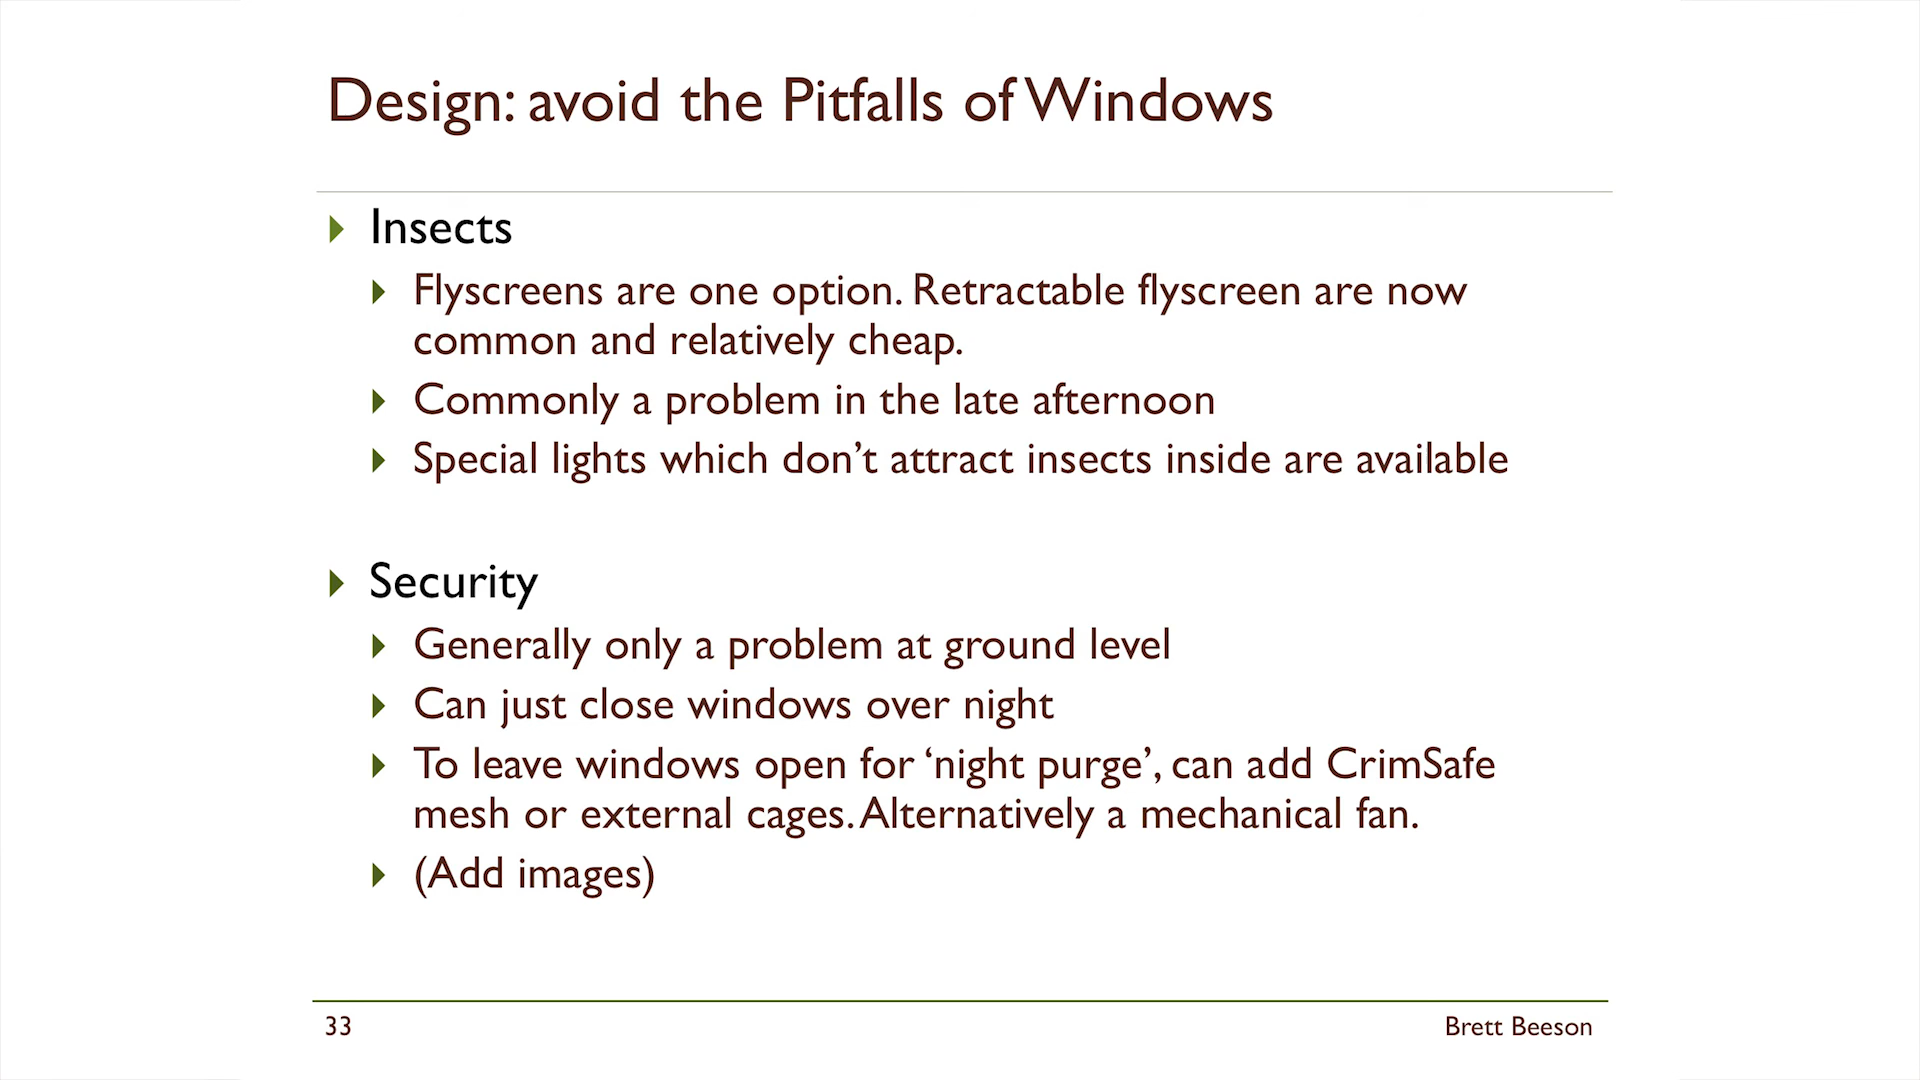 Design: avoid the Pitfalls of Windows
Insects
Flyscreens are one option. Retractable flyscreen are now
common and relatively cheap.
Commonly a problem in the late afternoon
Special lights which don’t attract insects inside are available
Security
Generally only a problem at ground level
Can just close windows over night
To leave windows open for ‘night purge’, can add CrimSafe
mesh or external cages. Alternatively a mechanical fan.
(Add images)
33
Brett Beeson